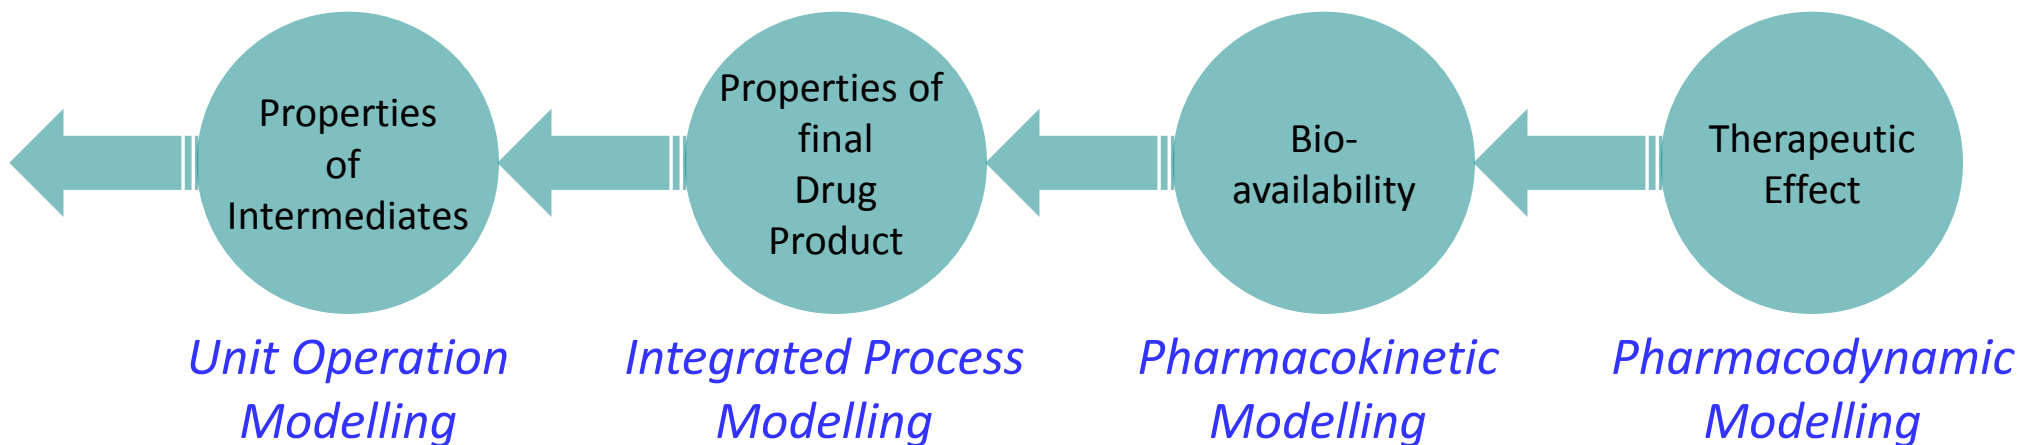 Properties
of
Intermediates
Properties of
final
Drug
Product
Bio-
availability
Therapeutic
Effect
Unit Operation
Modelling
Integrated Process
Modelling
Pharmacokinetic
Modelling
Pharmacodynamic
Modelling